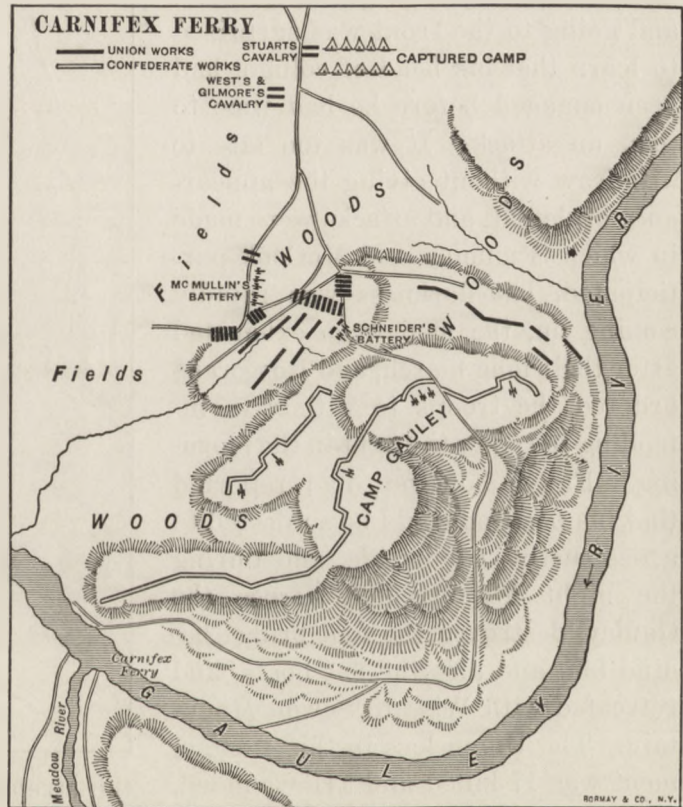 CARNIFEX FERRY
UNION WORKS
CONFEDERATE WORKS
STUARTS
CAVALRY
CAPTURED CAMP
WEST'S &
GILMORE'S
CAVALRY
Fields
WOODS
WOODS
MC MULLIN'S
BATTERY
SCHNEIDER'S
BATTERY
Fields
CAMP GAULEY
WOODS
Carnifex
Ferry
GAULEY RIVER
Meadow River
BORMAY & CO., N.Y.